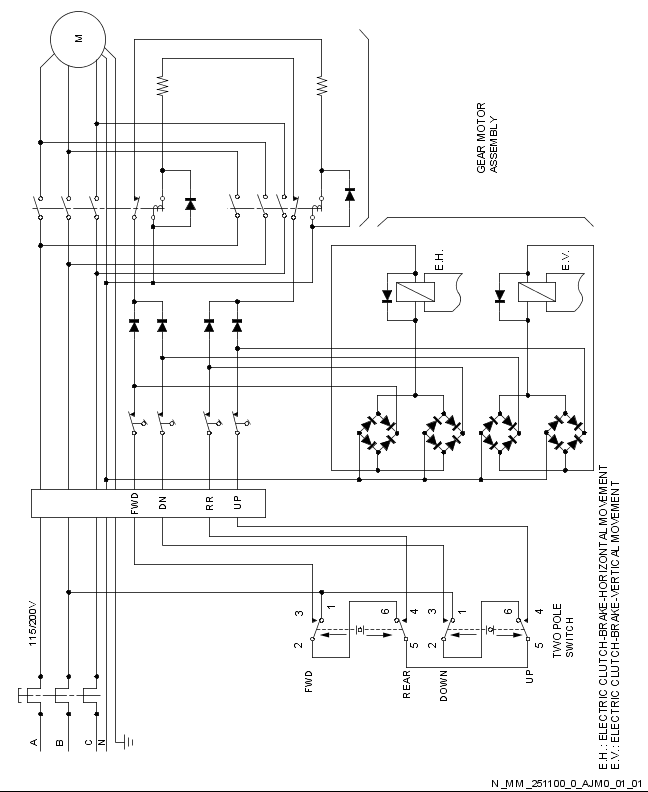 M
GEAR MOTOR
ASSEMBLY
E.H.
E.V.
FWD
DN
RR
UP
115/200V
A
B
C
N
3
1
2
6
4
5
3
1
2
6
4
5
FWD
REAR
DOWN
UP
TWO POLE
SWITCH
E.H.: ELECTRIC CLUTCH-BRAKE-HORIZONTAL MOVEMENT
E.V.: ELECTRIC CLUTCH-BRAKE-VERTICAL MOVEMENT
N_MM_251100_0_AJM0_01_01